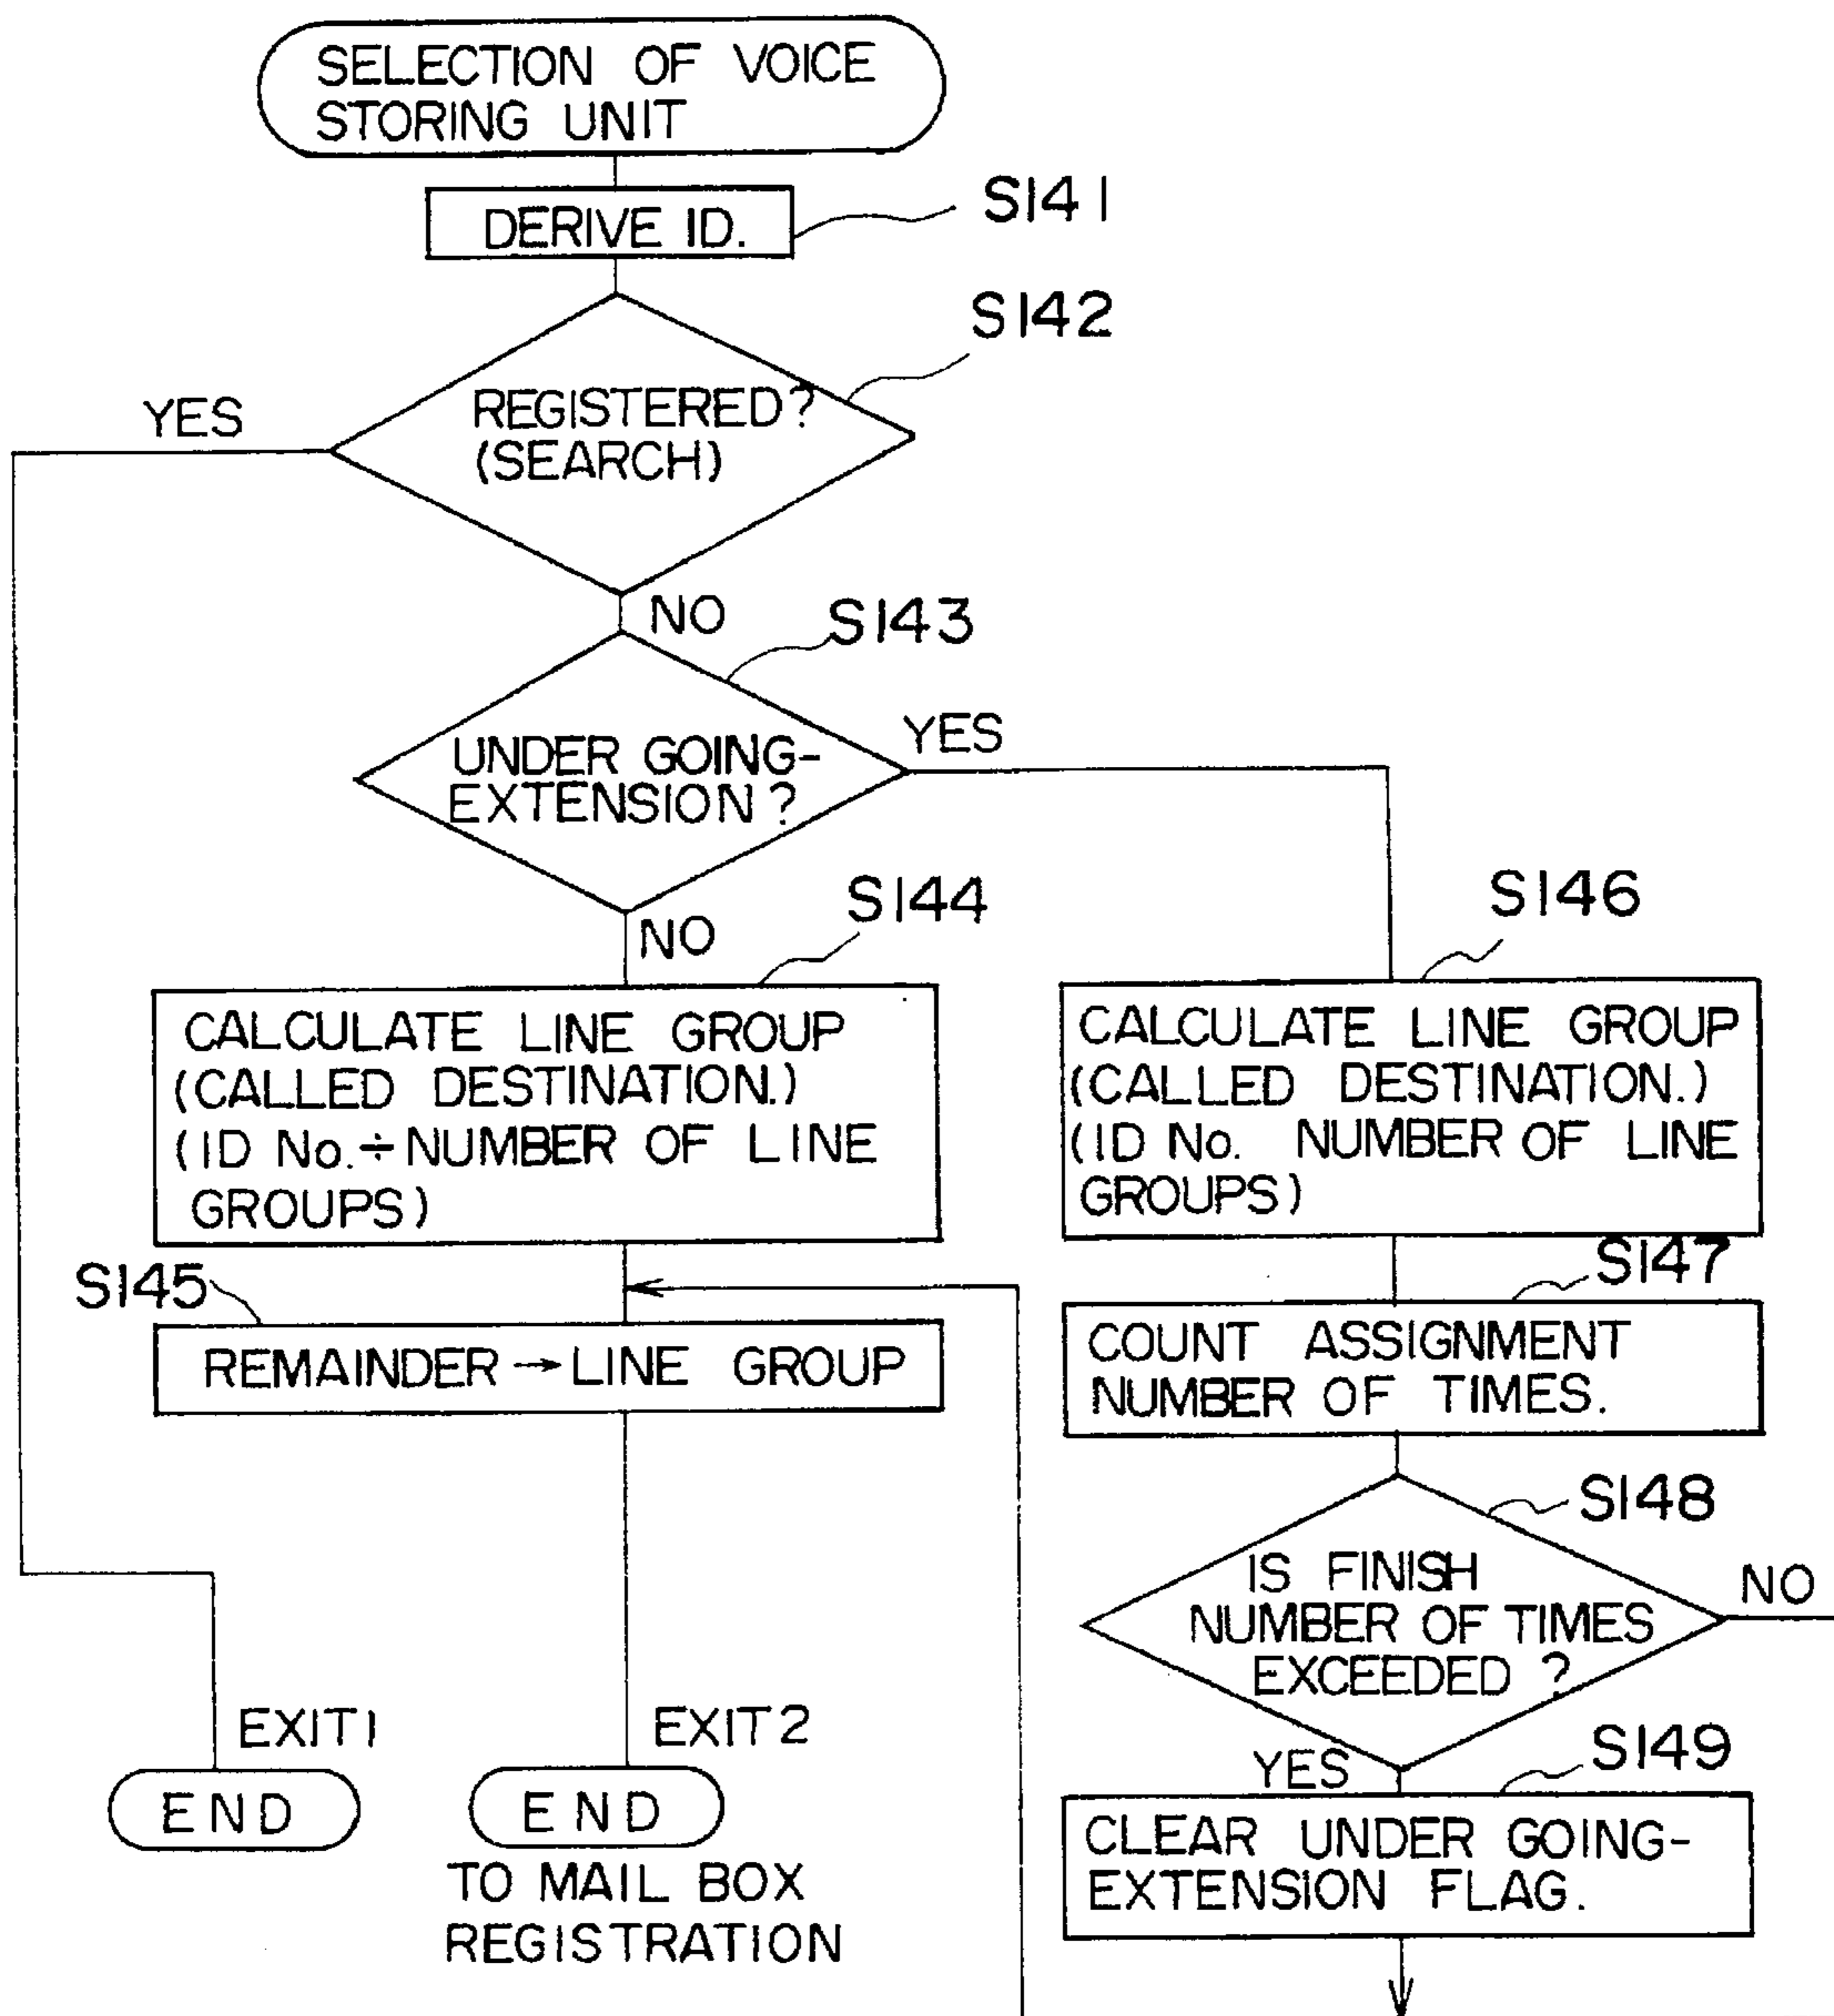 SELECTION OF VOICE
STORING UNIT
DERIVE ID.
S141
S142
REGISTERED?
(SEARCH)
YES
NO
S143
UNDER GOING-
EXTENSION?
YES
NO
S144
CALCULATE LINE GROUP
(CALLED DESTINATION.)
(ID No.÷NUMBER OF LINE
GROUPS)
S145
REMAINDER→LINE GROUP
S146
CALCULATE LINE GROUP
(CALLED DESTINATION.)
(ID No. NUMBER OF LINE
GROUPS)
S147
COUNT ASSIGNMENT
NUMBER OF TIMES.
S148
IS FINISH
NUMBER OF TIMES
EXCEEDED ?
NO
YES
S149
CLEAR UNDER GOING-
EXTENSION FLAG.
EXIT1
END
EXIT2
END
TO MAIL BOX
REGISTRATION